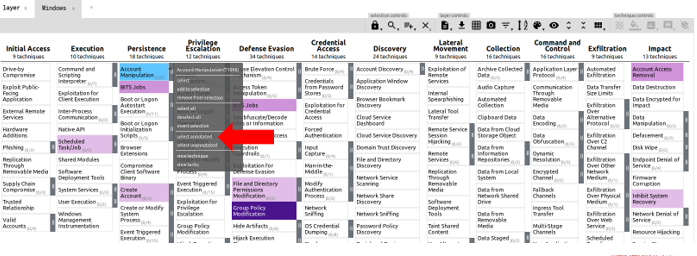 layer
Windows
selection controls
layer controls
technique controls
Initial Access
Execution
10 techniques
Persistence
18 techniques
Privilege
Escalation
12 techniques
Defense Evasion
34 techniques
Credential
Access
14 techniques
Discovery
24 techniques
Lateral
Movement
9 techniques
Collection
16 techniques
Command and
Control
16 techniques
Exfiltration
9 techniques
Impact
13 techniques
Drive-by
Compromise
Exploit Public-
Facing
Application
External Remote
Services
Hardware
Additions
Phishing
Replication
Through
Removable
Media
Supply Chain
Compromise
Trusted
Relationship
Valid
Accounts
Command and
Scripting
Interpreter
Exploitation for
Client Execution
Inter-Process
Communication
Native API
Scheduled
Task/Job
Shared Modules
Software
Deployment Tools
System Services
User Execution
Windows
Management
Instrumentation
Account
Manipulation
BITS Jobs
Boot or Logon
Autostart
Execution
Boot or Logon
Initialization
Scripts
Browser
Extensions
Compromise
Client Software
Binary
Create
Account
Create or Modify
System
Process
Event Triggered
Execution
select
add to selection
remove from selection
select all
deselect all
invert selection
select annotated
select unannotated
view technique
view tactic
Event Triggered
Execution
Exploitation for
Privilege
Escalation
Group Policy
Modification
Elevation Control
Mechanism
Access Token
Jobs
Deobfuscate/Decode
Files or Information
Execution
Guardrails
Exploitation for
Defense Evasion
File and Directory
Permissions
Modification
Group Policy
Modification
Hide Artifacts
Hijack Execution
Brute Force
Credentials
from Password
Stores
Exploitation for
Credential
Access
Forced
Authentication
Input
Capture
Man-in-the-
Middle
Modify
Authentication
Process
Network
Sniffing
OS Credential
Dumping
Account Discovery
Application Window
Discovery
Browser Bookmark
Discovery
Cloud Service
Dashboard
Cloud Service Discovery
Domain Trust Discovery
File and Directory
Discovery
Network Service
Scanning
Network Share
Discovery
Network Sniffing
Password Policy
Discovery
Exploitation of
Remote
Services
Internal
Spearphishing
Lateral Tool
Transfer
Remote Service
Session
Hijacking
Remote
Services
Replication
Through
Removable
Media
Software
Deployment
Tools
Taint Shared
Content
Archive Collected
Data
Audio Capture
Automated
Collection
Clipboard Data
Data from Cloud
Storage Object
Data from
Information
Repositories
Data from Local
System
Data from
Network Shared
Drive
Data from
Removable
Media
Data Staged
Application Layer
Protocol
Communication
Through
Removable
Media
Data Encoding
Data
Obfuscation
Dynamic
Resolution
Encrypted
Channel
Fallback
Channels
Ingress Tool
Transfer
Multi-Stage
Channels
Automated
Exfiltration
Data Transfer
Size Limits
Exfiltration
Over
Alternative
Protocol
Exfiltration
Over C2
Channel
Exfiltration
Over Other
Network
Medium
Exfiltration
Over Physical
Medium
Exfiltration
Over Web
Service
Scheduled
Account Access
Removal
Data Destruction
Data Encrypted for
Impact
Data
Manipulation
Defacement
Disk Wipe
Endpoint Denial of
Service
Firmware
Corruption
Inhibit System
Recovery
Network Denial of
Service
Resource Hijacking